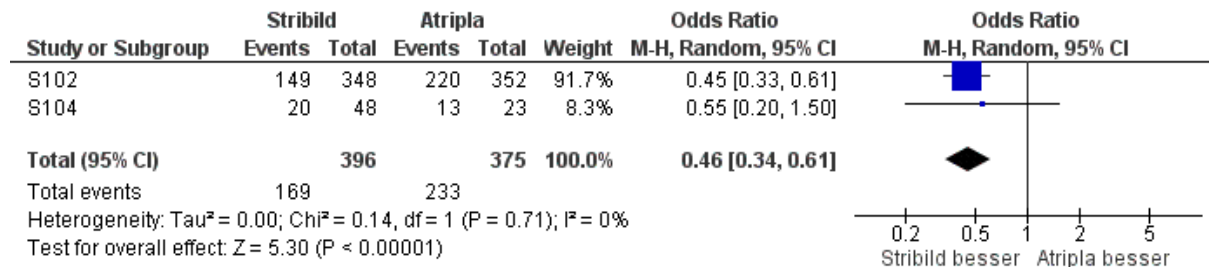 Stribild Atripla Odds Ratio Odds Ratio
Study or Subgroup Events Total Events Total Weight M-H, Random, 95% CI M-H, Random, 95% CI
S102 149 348 220 352 91.7% 0.45 [0.33, 0.61]
S104 20 48 13 23 8.3% 0.55 [0.20, 1.50]
Total (95% CI) 396 375 100.0% 0.46 [0.34, 0.61]
Total events 169 233
Heterogeneity: Tau² = 0.00; Chi² = 0.14, df = 1 (P = 0.71); I² = 0%
Test for overall effect: Z = 5.30 (P < 0.00001)
0.2 0.5 1 2 5
Stribild besser Atripla besser